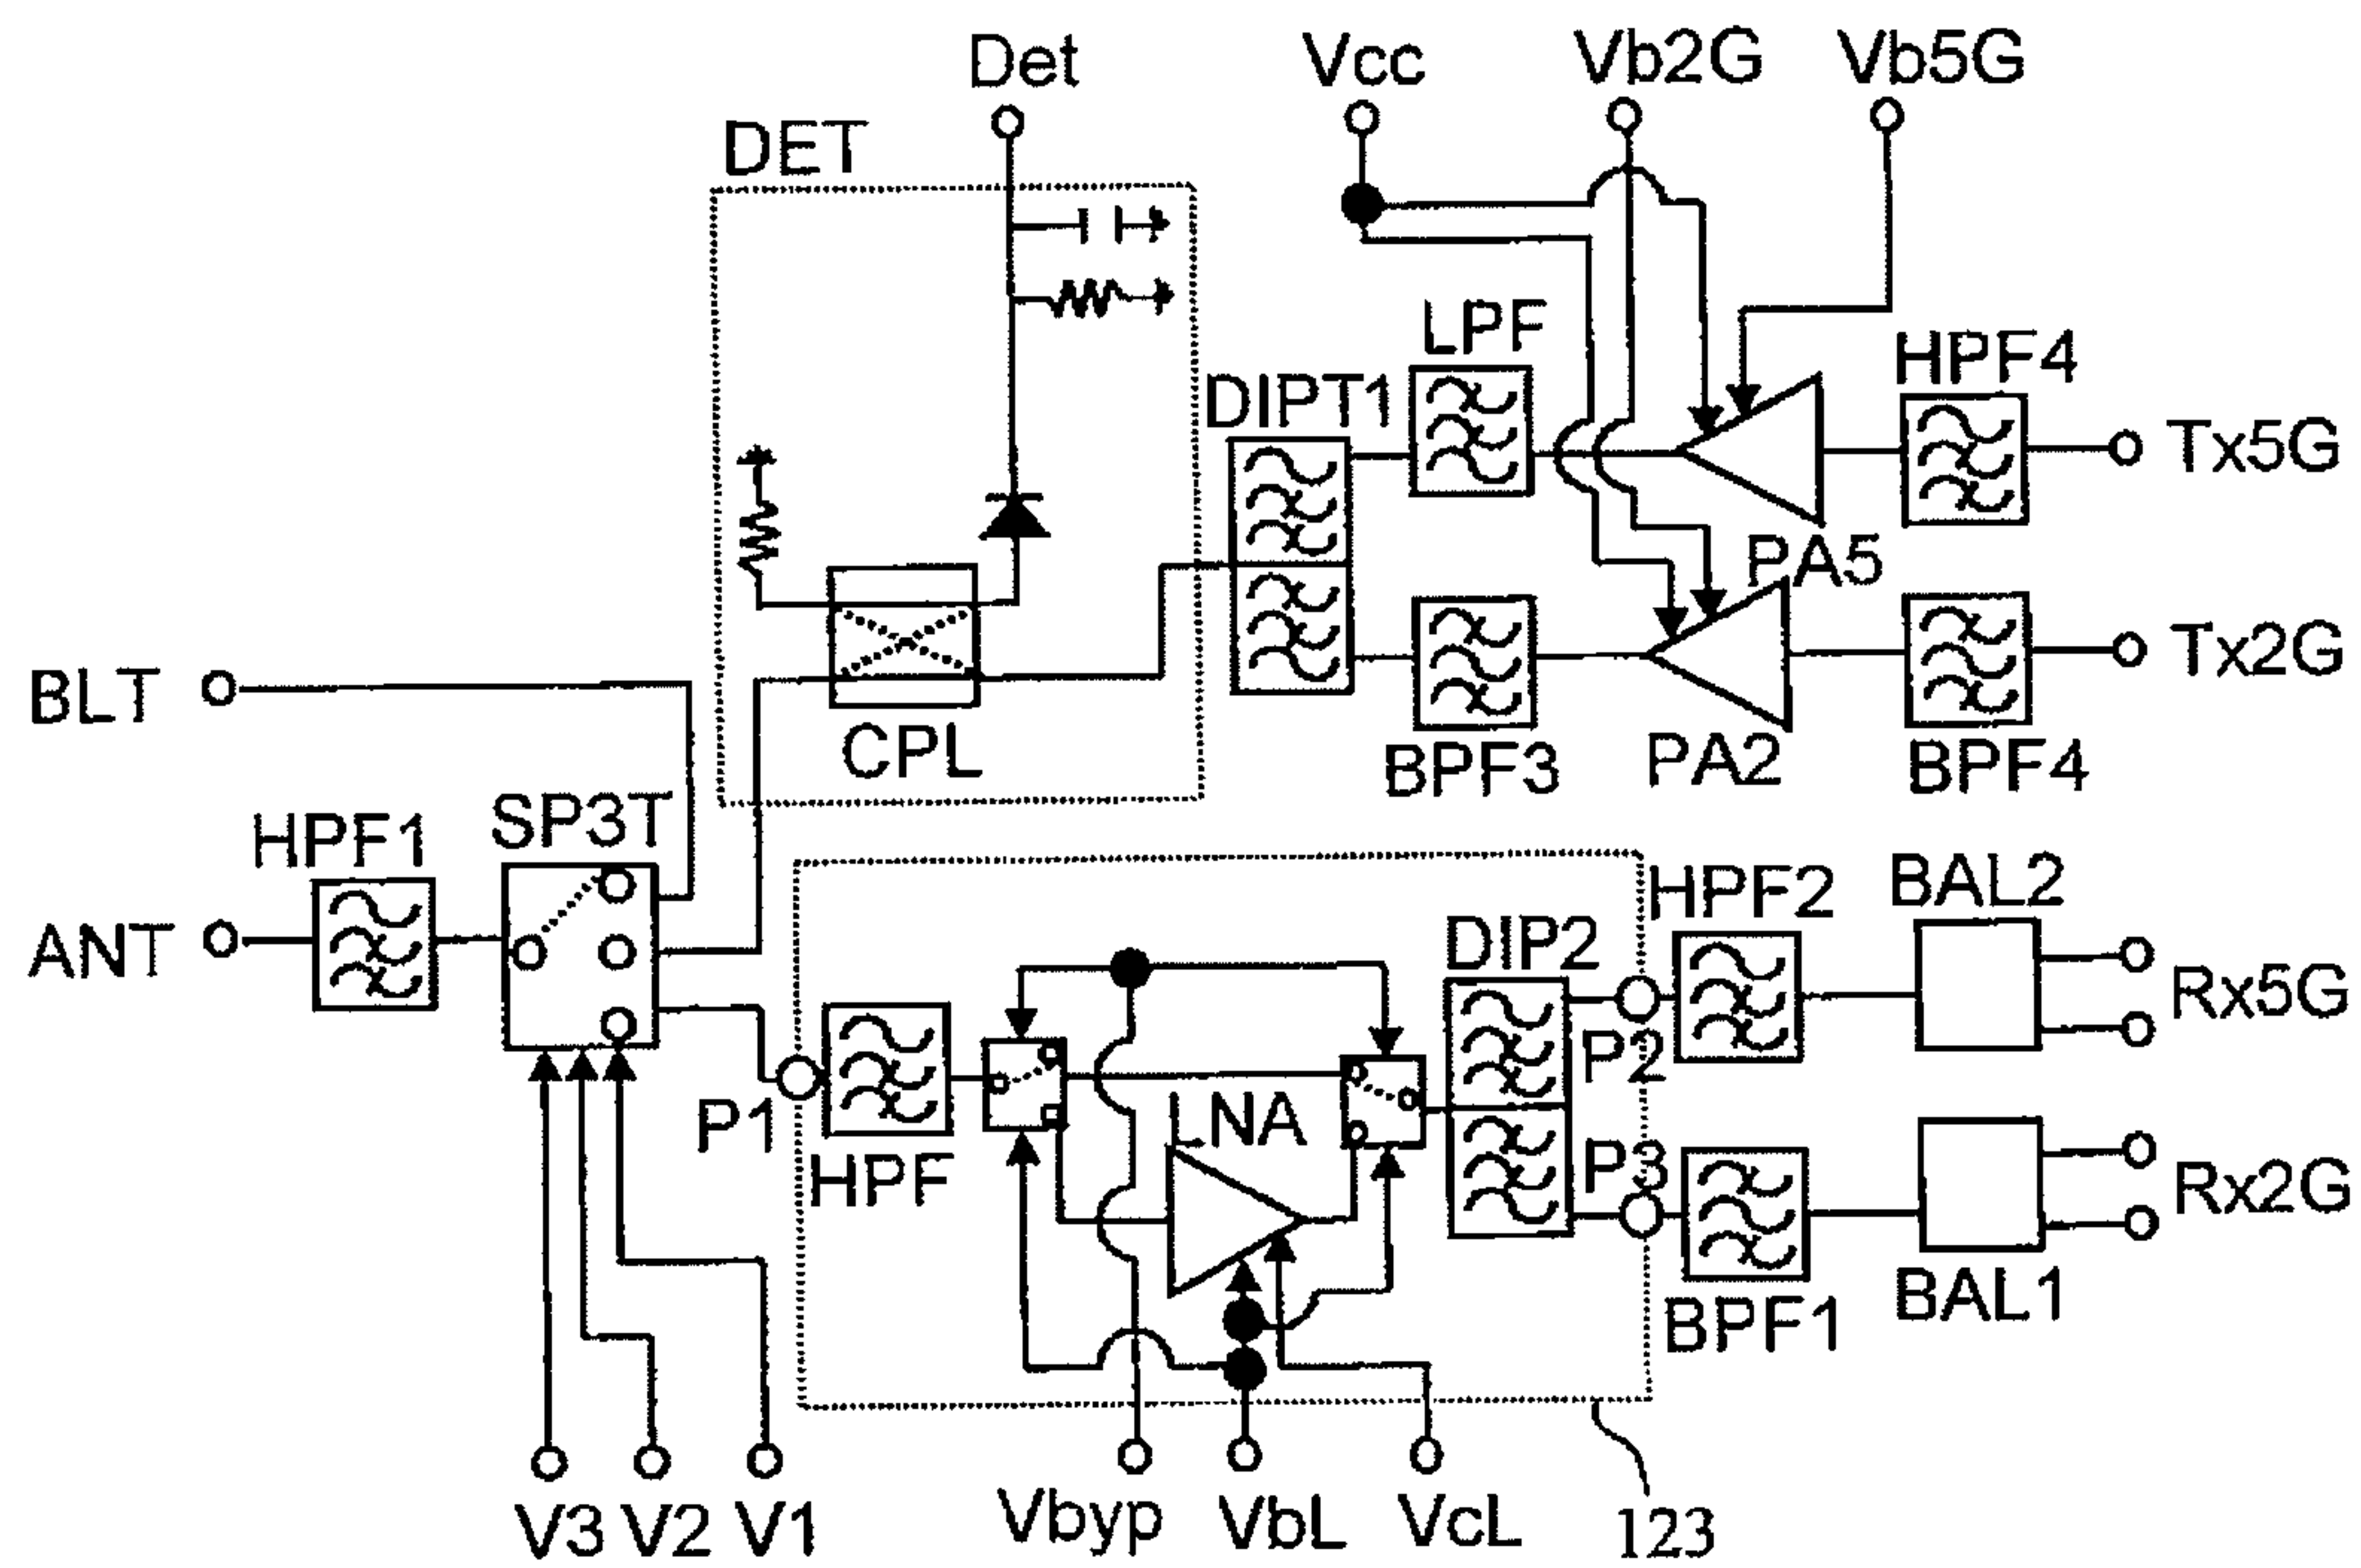 Det
Vcc
Vb2G
Vb5G
DET
LPF
HPF4
DIPT1
Tx5G
PA5
Tx2G
BLT
CPL
BPF3
PA2
BPF4
HPF1
SP3T
HPF2
BAL2
ANT
DIP2
Rx5G
P2
P1
LNA
HPF
P3
Rx2G
BPF1
BAL1
V3
V2
V1
Vbyp
VbL
VcL
123